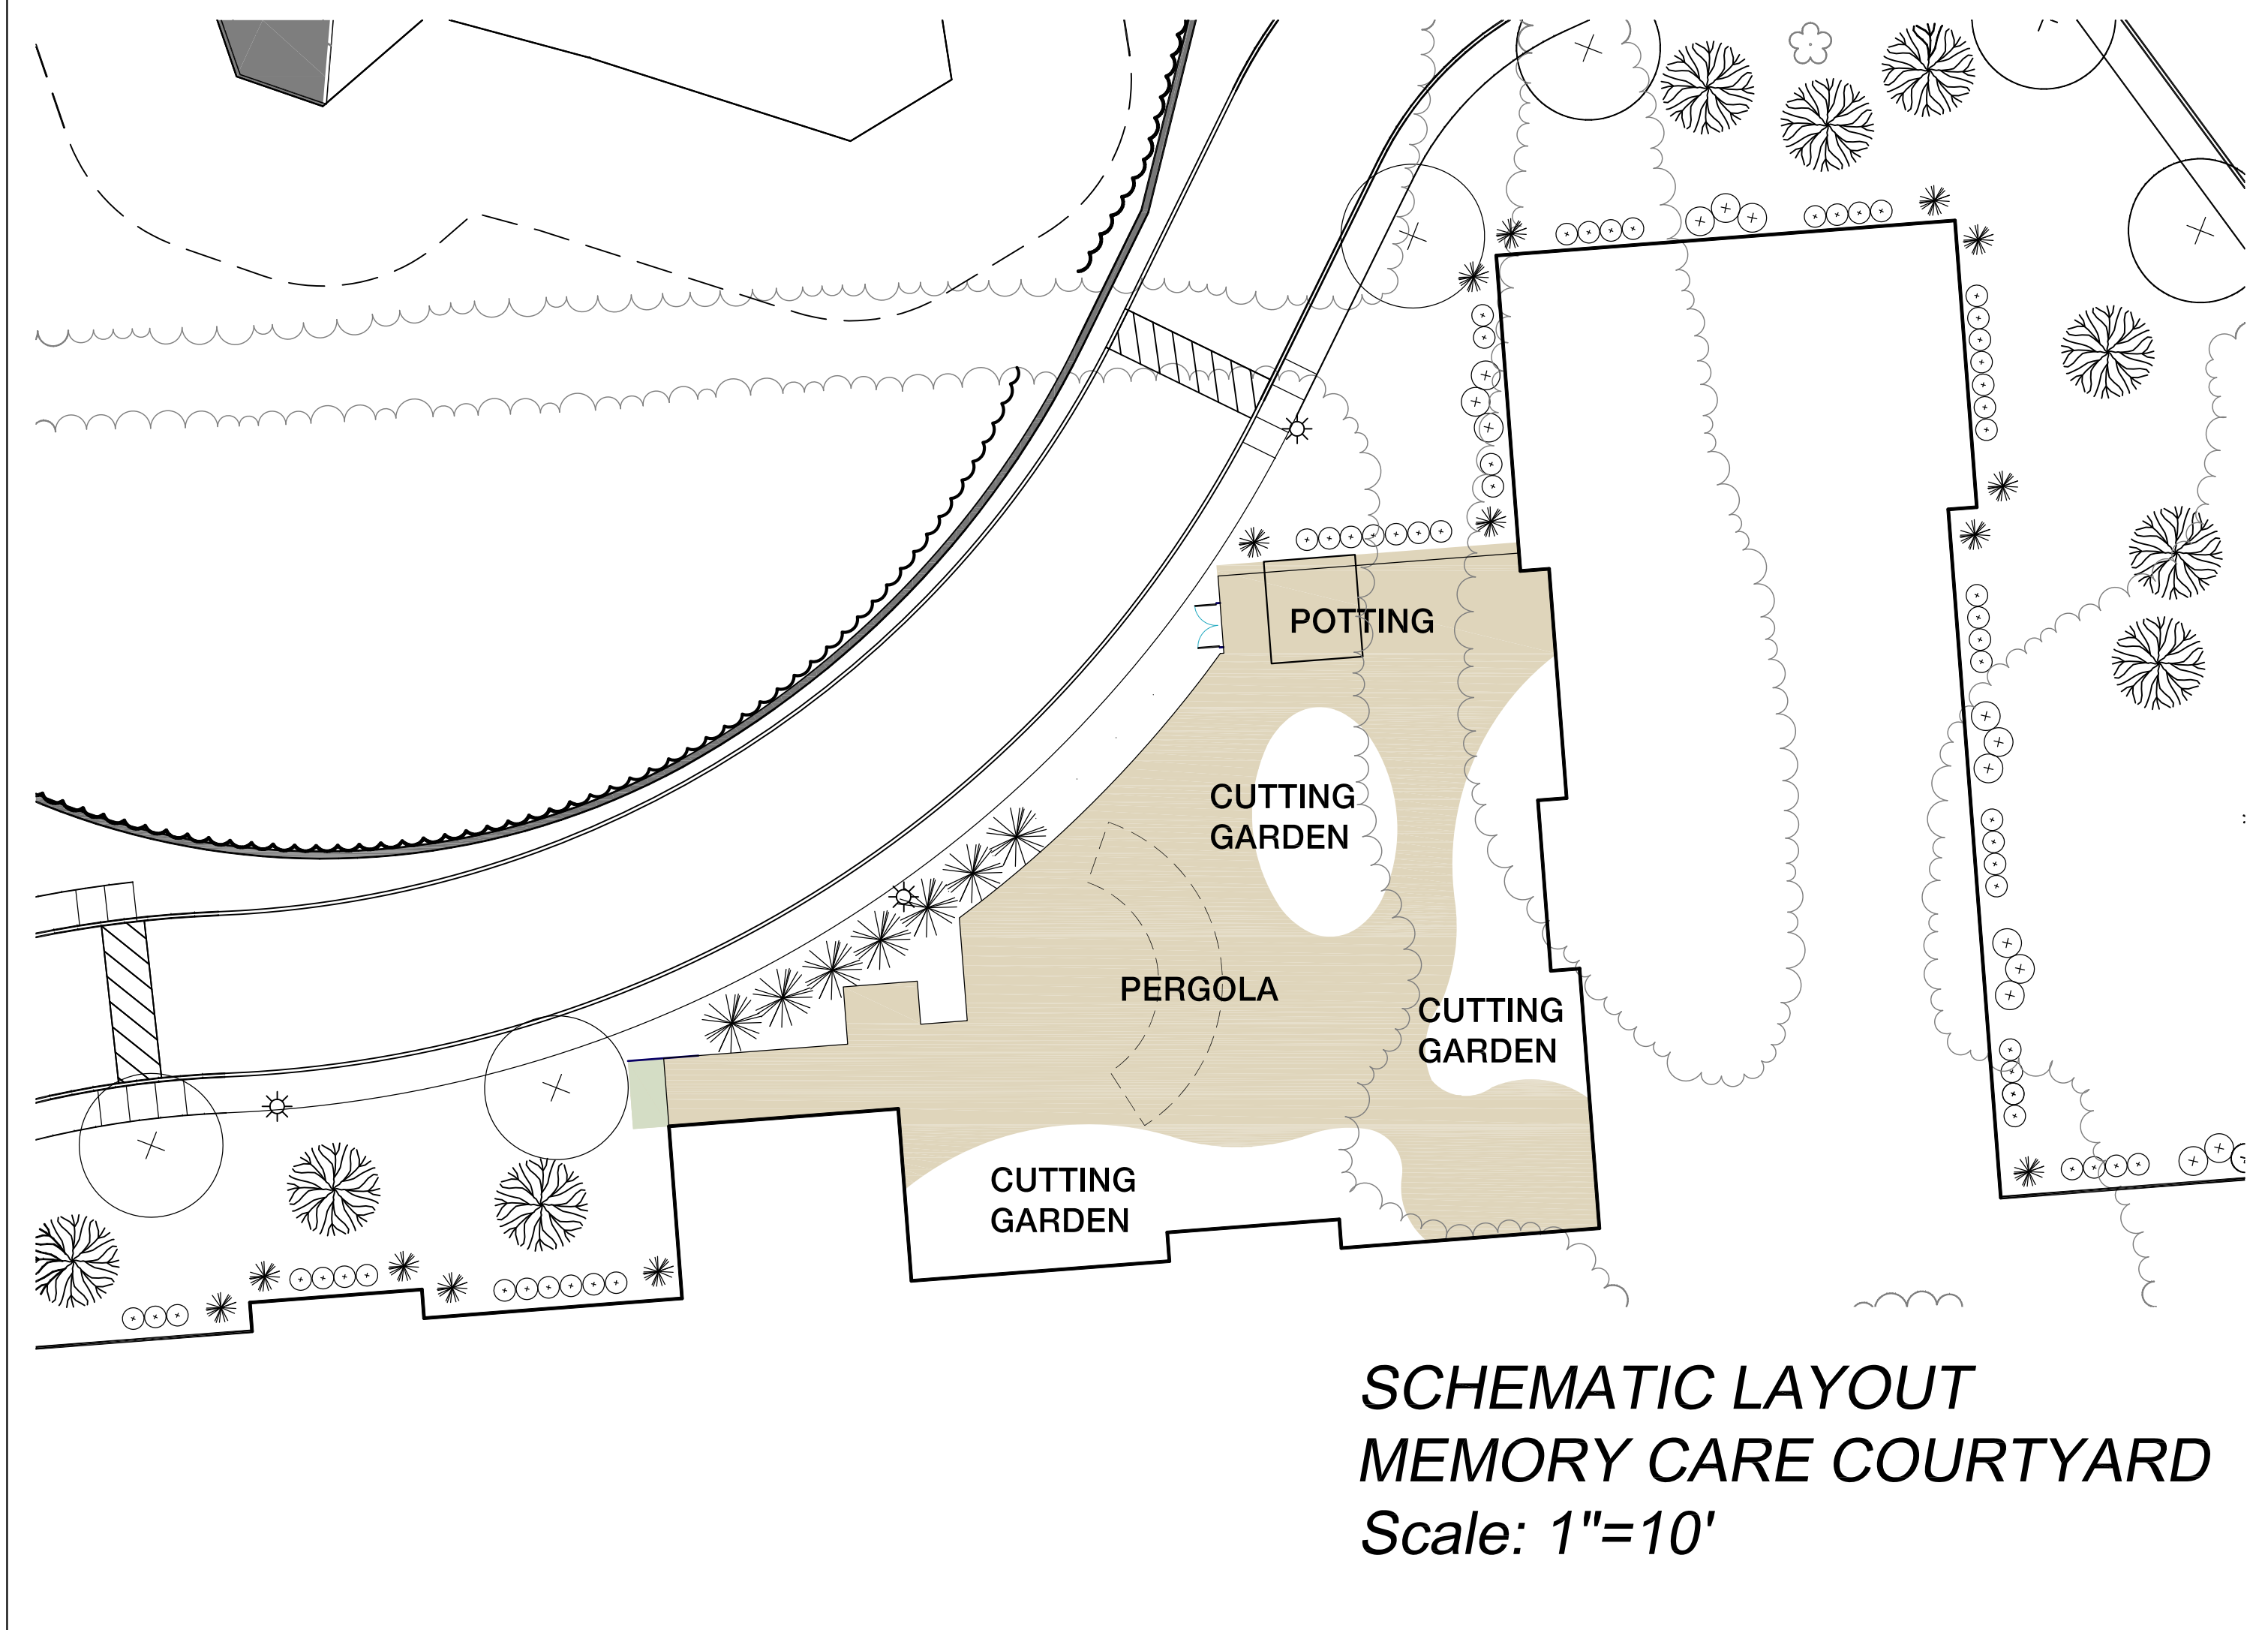 POTTING
CUTTING
GARDEN
PERGOLA
CUTTING
GARDEN
CUTTING
GARDEN
SCHEMATIC LAYOUT
MEMORY CARE COURTYARD
Scale: 1"=10'